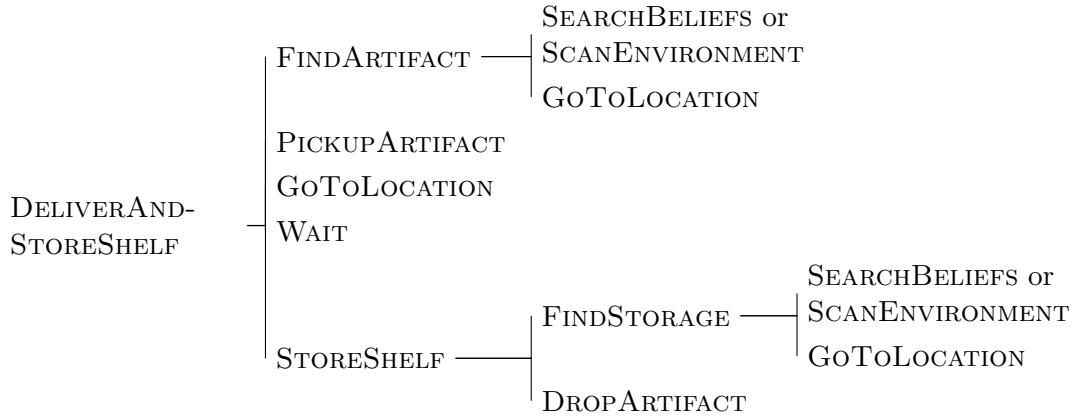 DELIVERAND-
STORESHELF
FINDARTIFACT
SEARCHBELIEFS or
SCANENVIRONMENT
GOTOLOCATION
PICKUPARTIFACT
GOTOLOCATION
WAIT
STORESHELF
FINDSTORAGE
SEARCHBELIEFS or
SCANENVIRONMENT
GOTOLOCATION
DROPARTIFACT